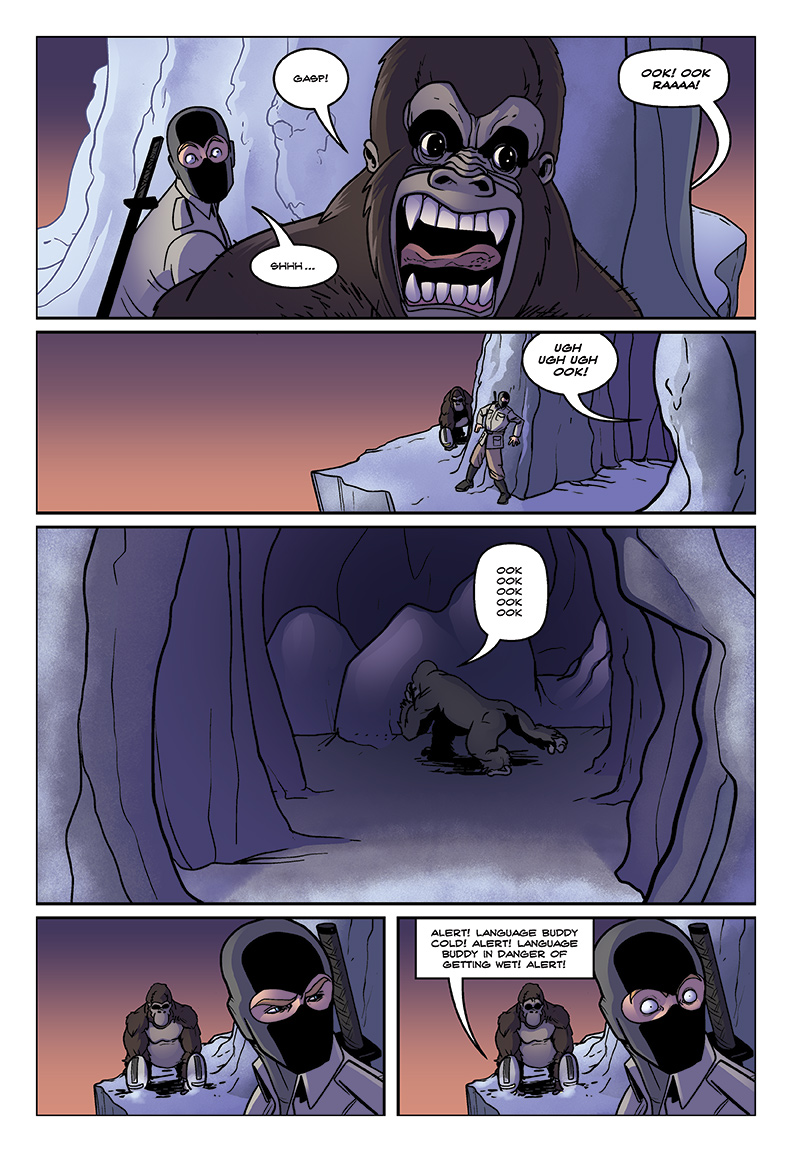 GASP!
OOK! OOK
RAAAA!
SHHH...
UGH
UGH UGH
OOK!
OOK
OOK
OOK
OOK
OOK
ALERT! LANGUAGE BUDDY
COLD! ALERT! LANGUAGE
BUDDY IN DANGER OF
GETTING WET! ALERT!